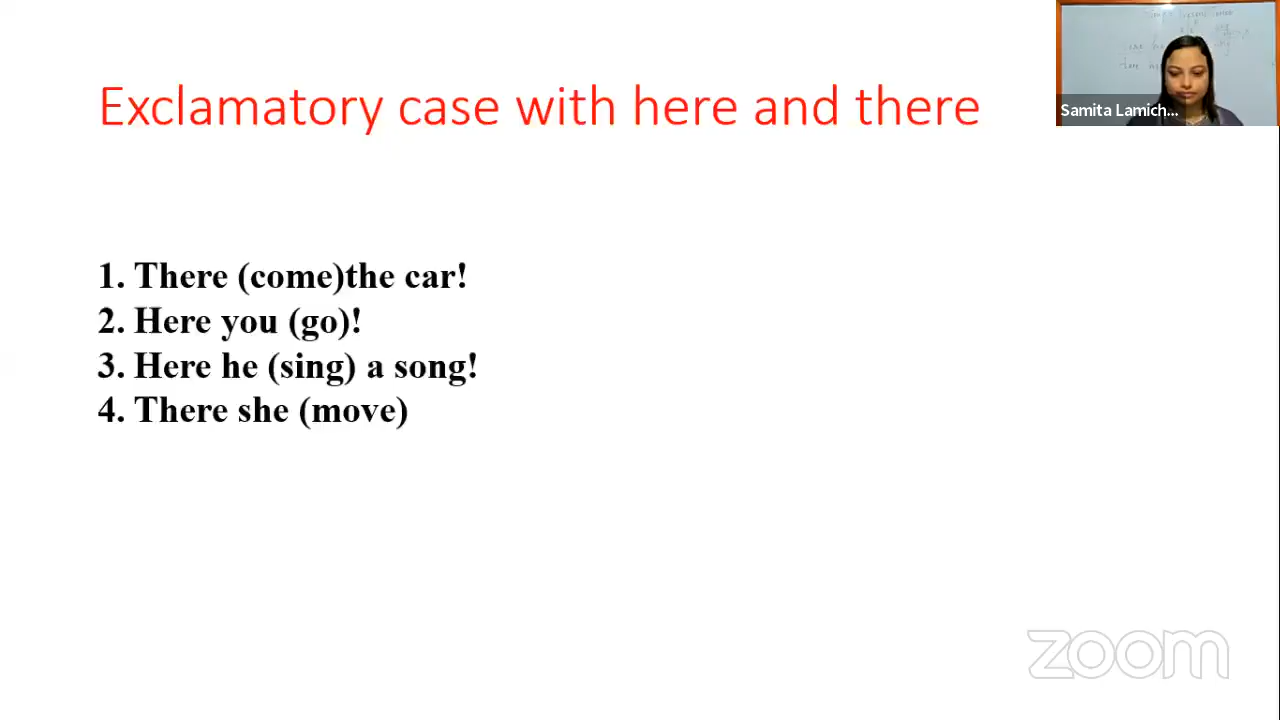 Exclamatory case with here and there
Samita Lamich...
1. There (come)the car!
2. Here you (go)!
3. Here he (sing) a song!
4. There she (move)
zoom